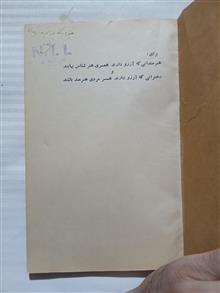 برای:
هنرمندانی که آرزو دارند همسری هنرشناس بیابند
و
دخترانی که آرزو دارند همسر مردی هنرمند باشند